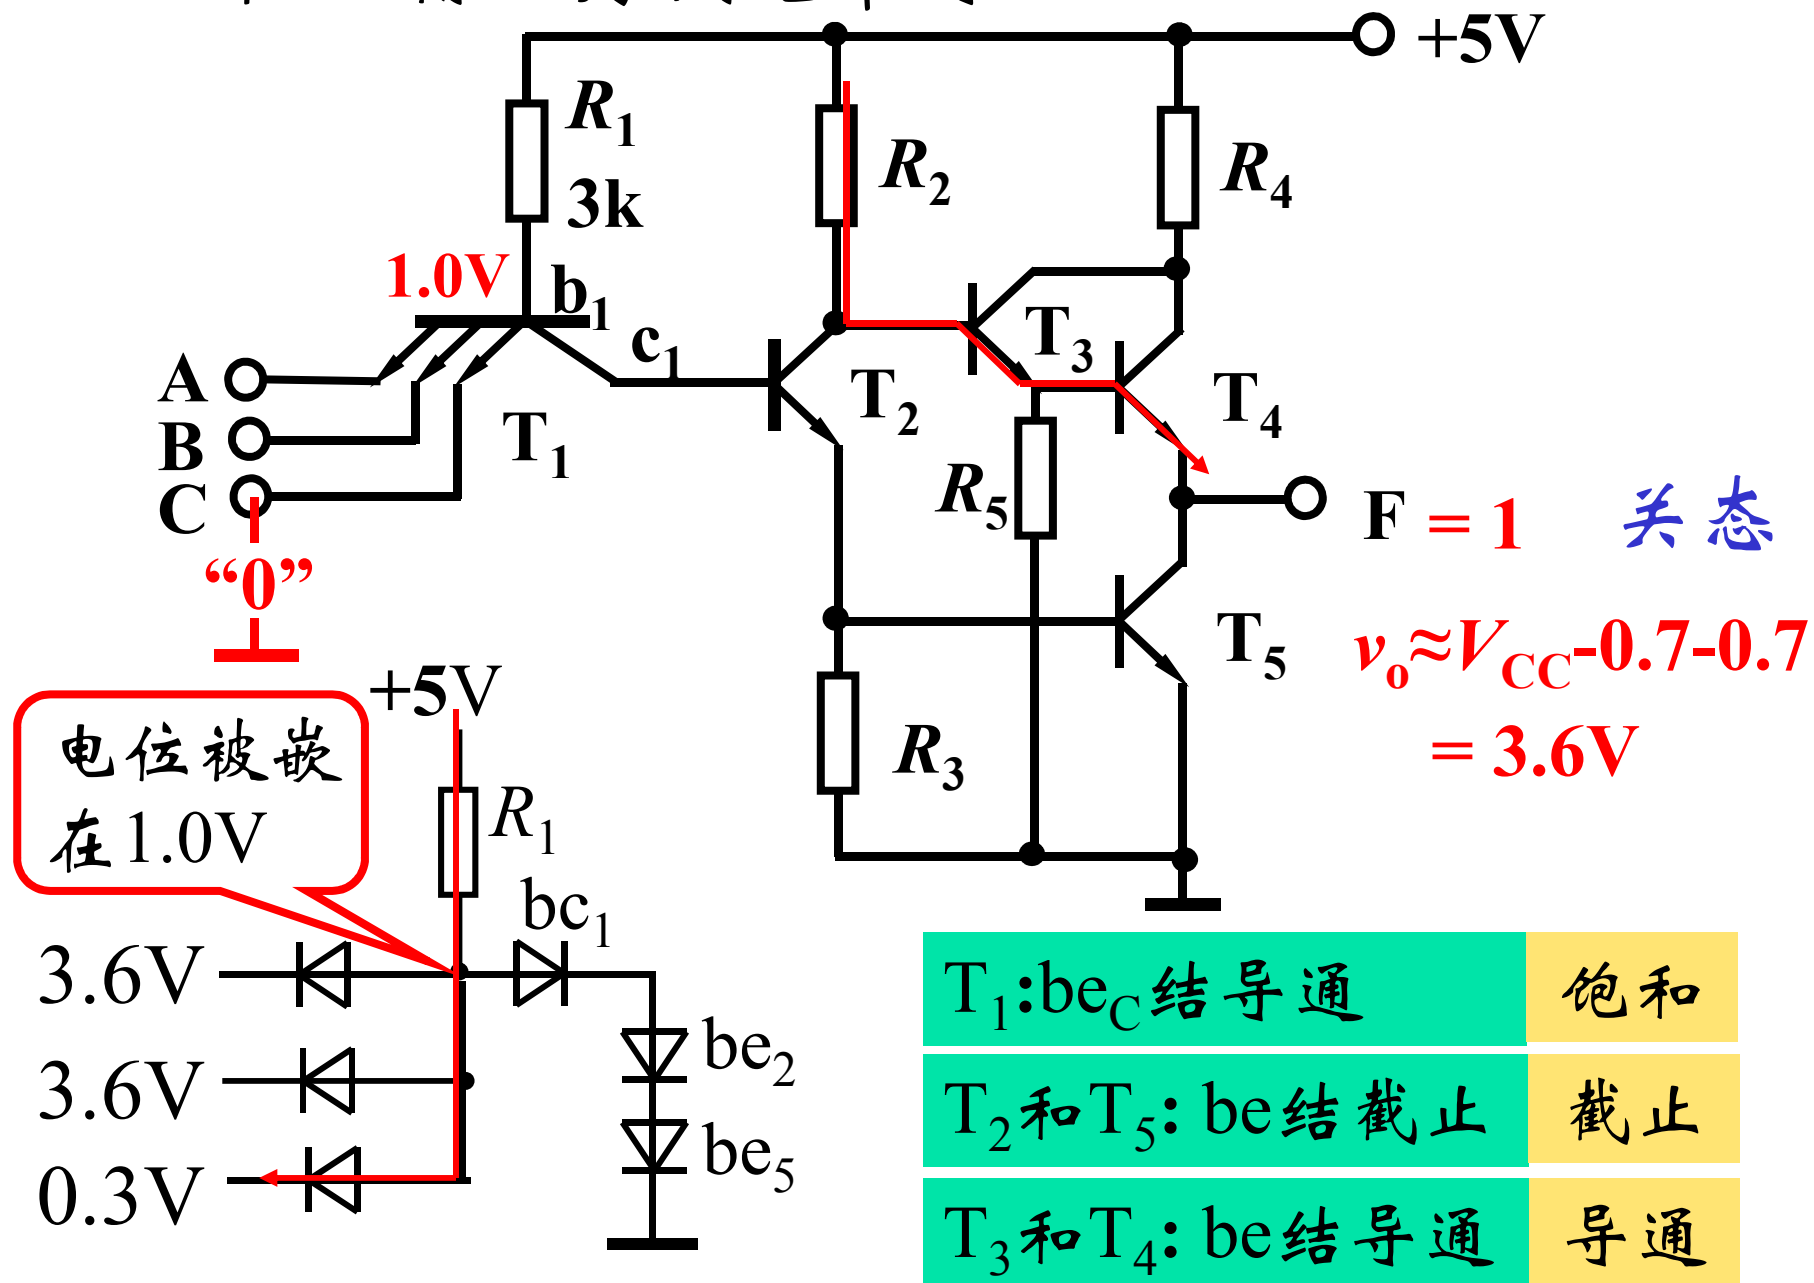 +5V
R1
3k
R2
R4
1.0V
b1
c1
T3
A
T2
T4
B
T1
C
R5
F = 1 关态
“0”
T5
vo≈VCC-0.7-0.7
= 3.6V
+5V
R3
电位被嵌
在1.0V
R1
bc1
3.6V
T1:beC结导通 饱和
be2
3.6V
T2和T5: be结截止 截止
be5
0.3V
T3和T4: be结导通 导通